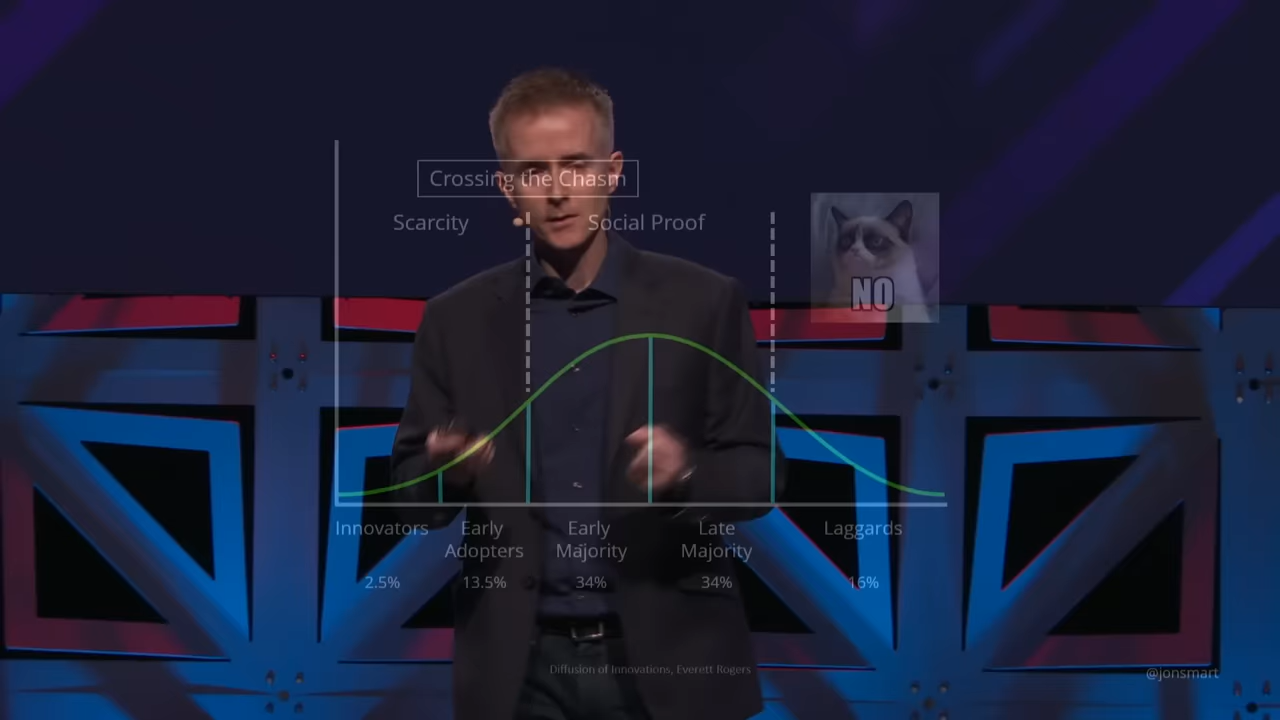 Crossing the Chasm
Scarcity
Social Proof
NO
Innovators
Early
Adopters
Early
Majority
Late
Majority
Laggards
2.5%
13.5%
34%
34%
16%
Diffusion of Innovations, Everett Rogers
@jonsmart